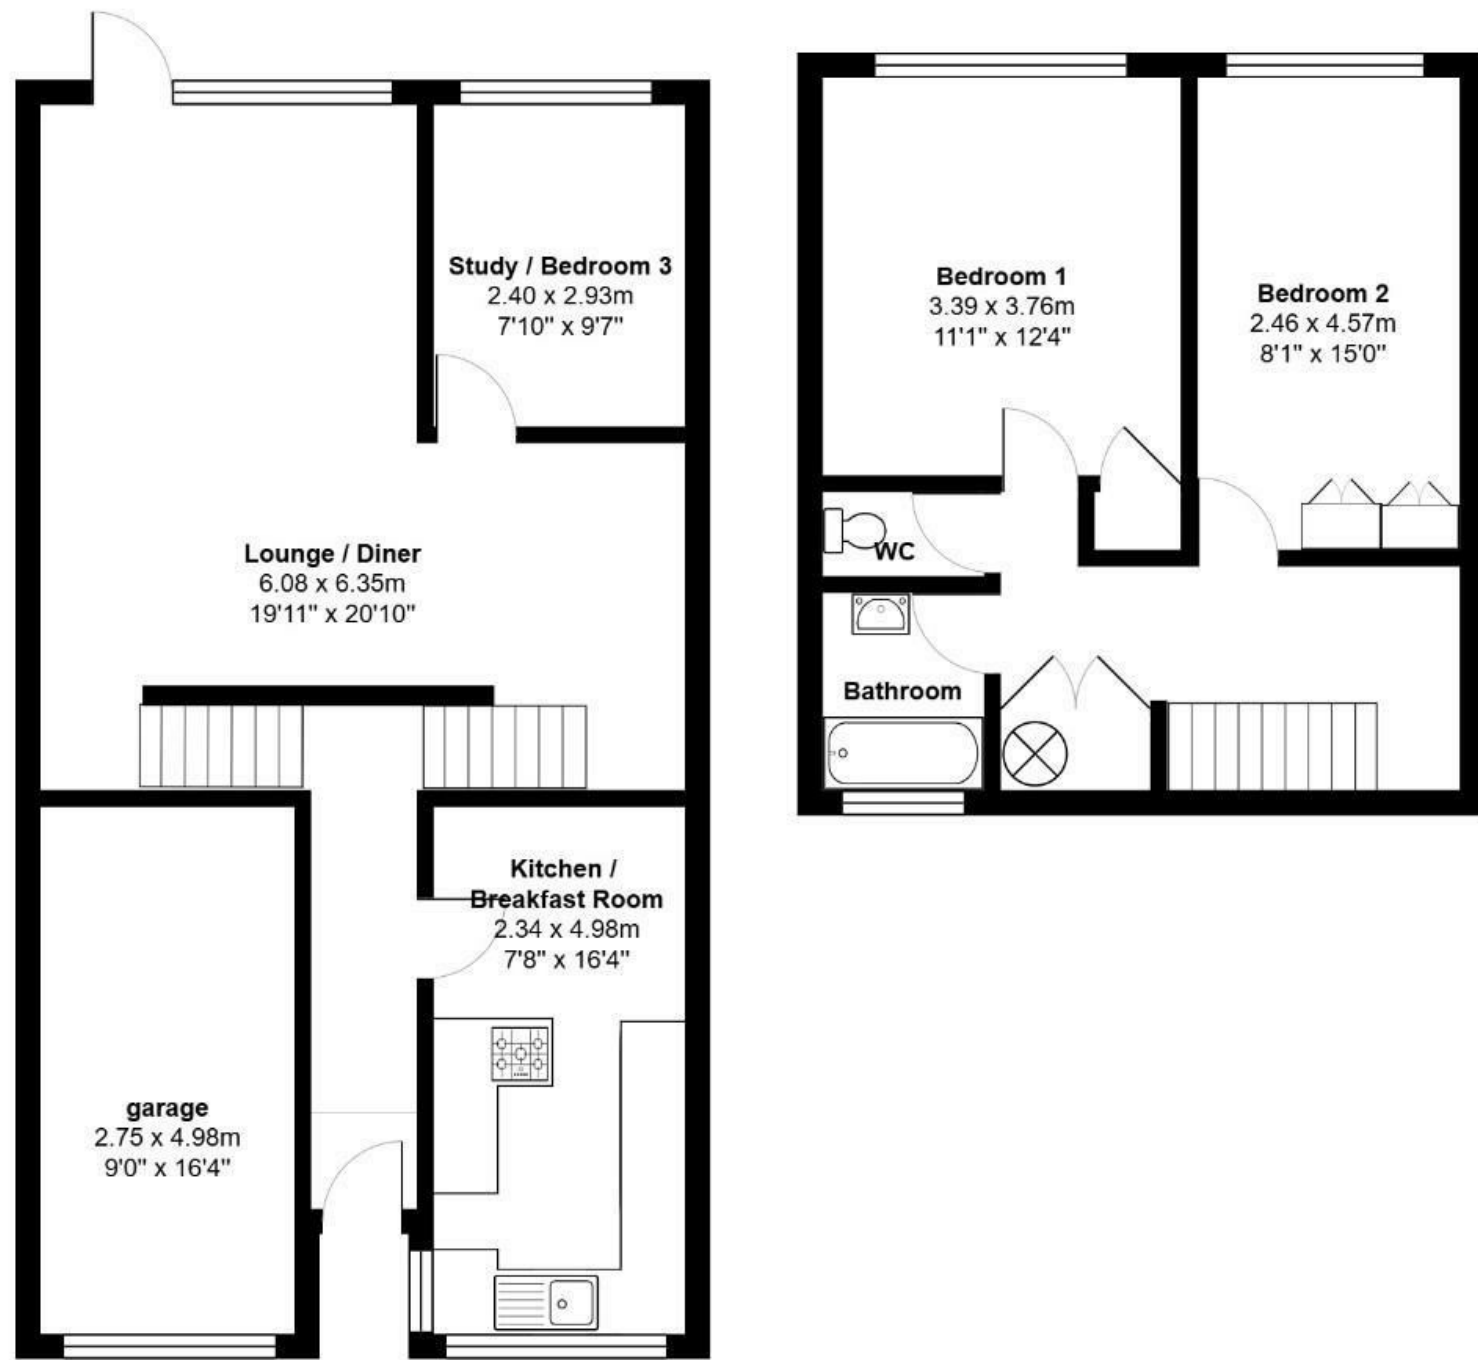 Study / Bedroom 3
2.40 x 2.93m
7'10" x 9'7"
Lounge / Diner
6.08 x 6.35m
19'11" x 20'10"
Kitchen /
Breakfast Room
2.34 x 4.98m
7'8" x 16'4"
garage
2.75 x 4.98m
9'0" x 16'4"
Bedroom 1
3.39 x 3.76m
11'1" x 12'4"
Bedroom 2
2.46 x 4.57m
8'1" x 15'0"
WC
Bathroom